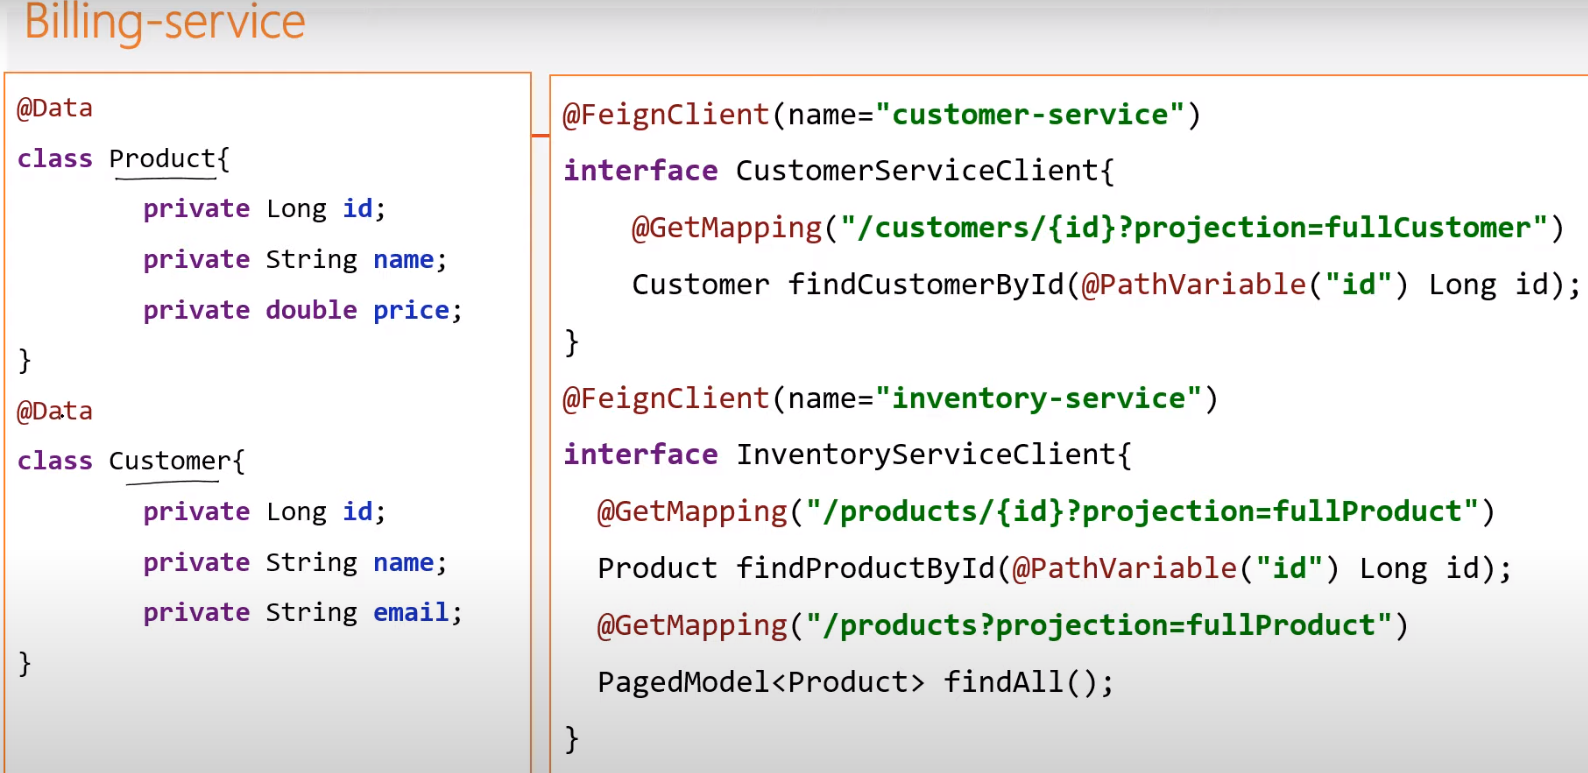 Billing-service
@Data
class Product{
private Long id;
private String name;
private double price;
}
@Data
class Customer{
private Long id;
private String name;
private String email;
}
@FeignClient(name="customer-service")
interface CustomerServiceClient{
@GetMapping("/customers/{id}?projection=fullCustomer")
Customer findCustomerById(@PathVariable("id") Long id);
}
@FeignClient(name="inventory-service")
interface InventoryServiceClient{
@GetMapping("/products/{id}?projection=fullProduct")
Product findProductById(@PathVariable("id") Long id);
@GetMapping("/products?projection=fullProduct")
PagedModel<Product> findAll();
}